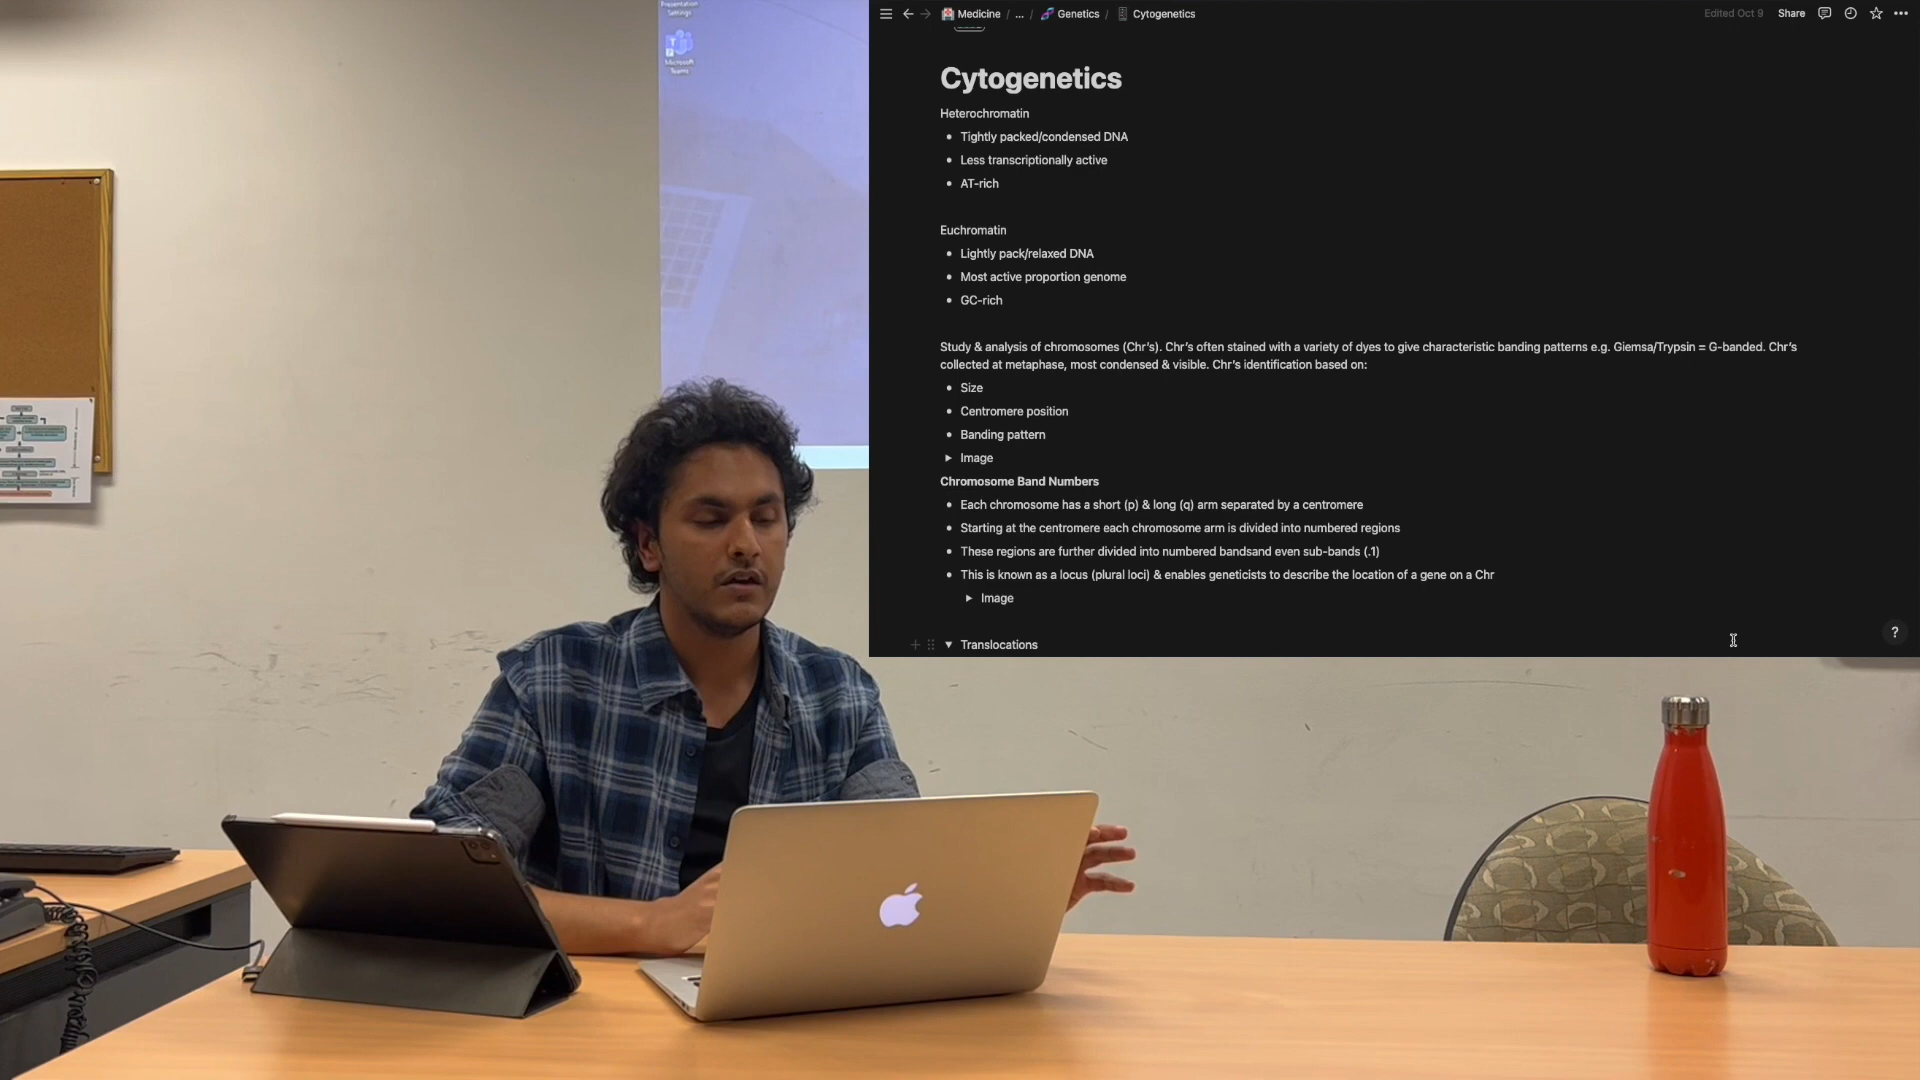 Presentation
Settings
Microsoft
Teams
Medicine / ... / Genetics / Cytogenetics
Edited Oct 9 Share
Cytogenetics
Heterochromatin
• Tightly packed/condensed DNA
• Less transcriptionally active
• AT-rich
Euchromatin
• Lightly pack/relaxed DNA
• Most active proportion genome
• GC-rich
Study & analysis of chromosomes (Chr's). Chr's often stained with a variety of dyes to give characteristic banding patterns e.g. Giemsa/Trypsin = G-banded. Chr's
collected at metaphase, most condensed & visible. Chr's identification based on:
• Size
• Centromere position
• Banding pattern
Image
Chromosome Band Numbers
• Each chromosome has a short (p) & long (q) arm separated by a centromere
• Starting at the centromere each chromosome arm is divided into numbered regions
• These regions are further divided into numbered bandsand even sub-bands (.1)
• This is known as a locus (plural loci) & enables geneticists to describe the location of a gene on a Chr
Image
Translocations
?